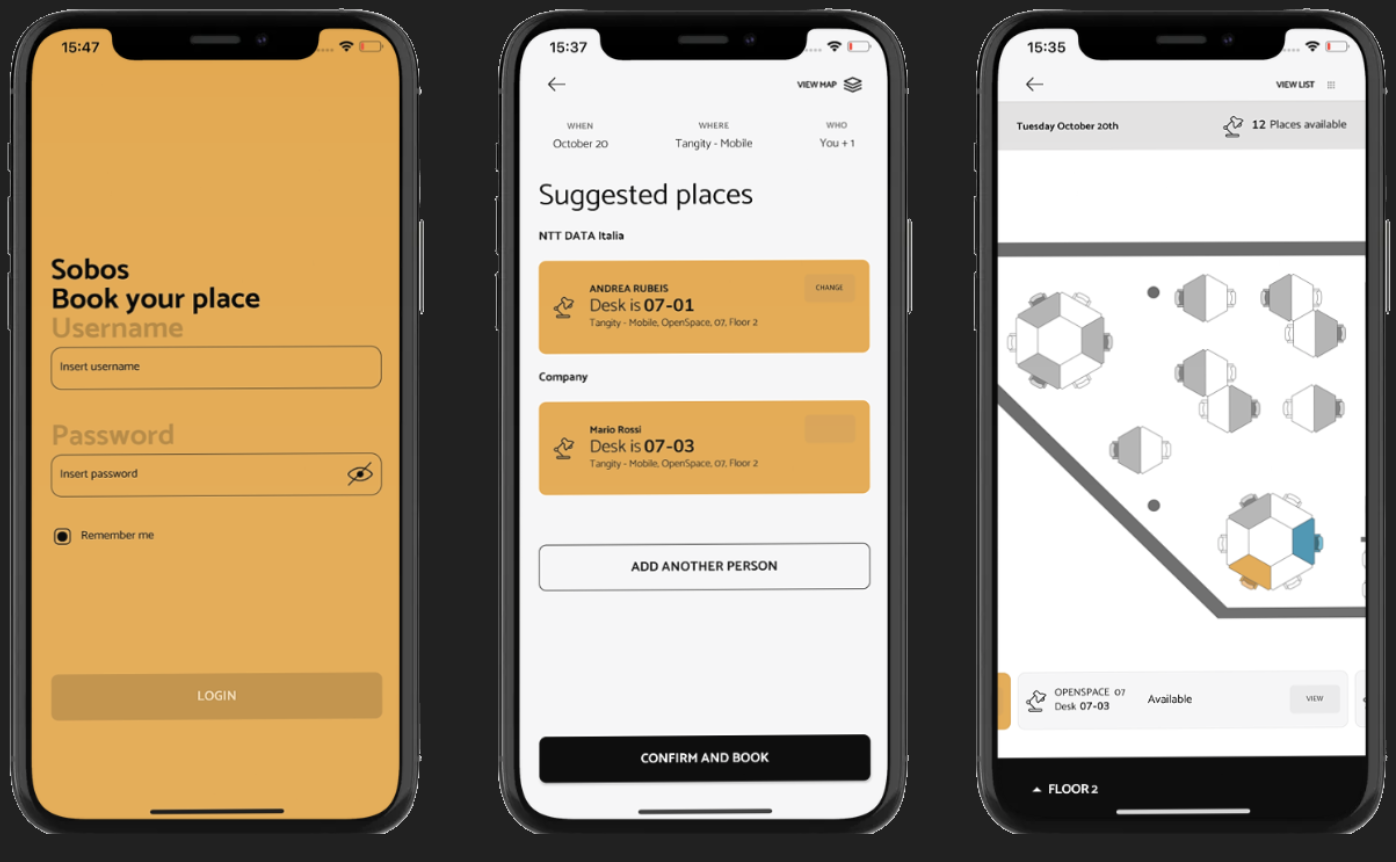 15:47
Sobos
Book your place
Username
Insert username
Password
Insert password
Remember me
LOGIN
15:37
VIEW MAP
WHEN
WHERE
WHO
October 20
Tangity - Mobile
You + 1
Suggested places
NTT DATA Italia
ANDREA RUBEIS
CHANGE
Desk is 07-01
Tangity - Mobile, OpenSpace, 07, Floor 2
Company
Mario Rossi
Desk is 07-03
Tangity - Mobile, OpenSpace, 07, Floor 2
ADD ANOTHER PERSON
CONFIRM AND BOOK
15:35
VIEW LIST
Tuesday October 20th
12 Places available
OPENSPACE 07
Desk 07-03
Available
VIEW
FLOOR 2